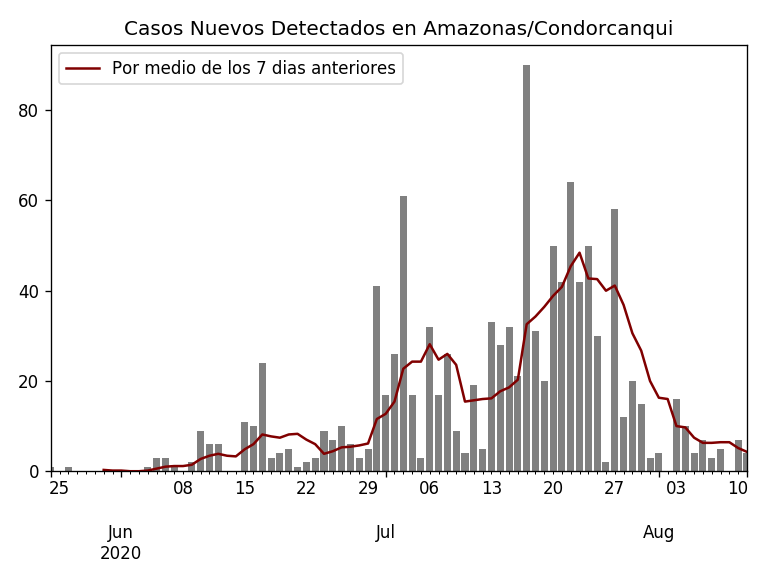 Casos Nuevos Detectados en Amazonas/Condorcanqui
Por medio de los 7 dias anteriores
80
60
40
20
0
25 08 15 22 29 06 13 20 27 03 10
Jun Jul Aug
2020